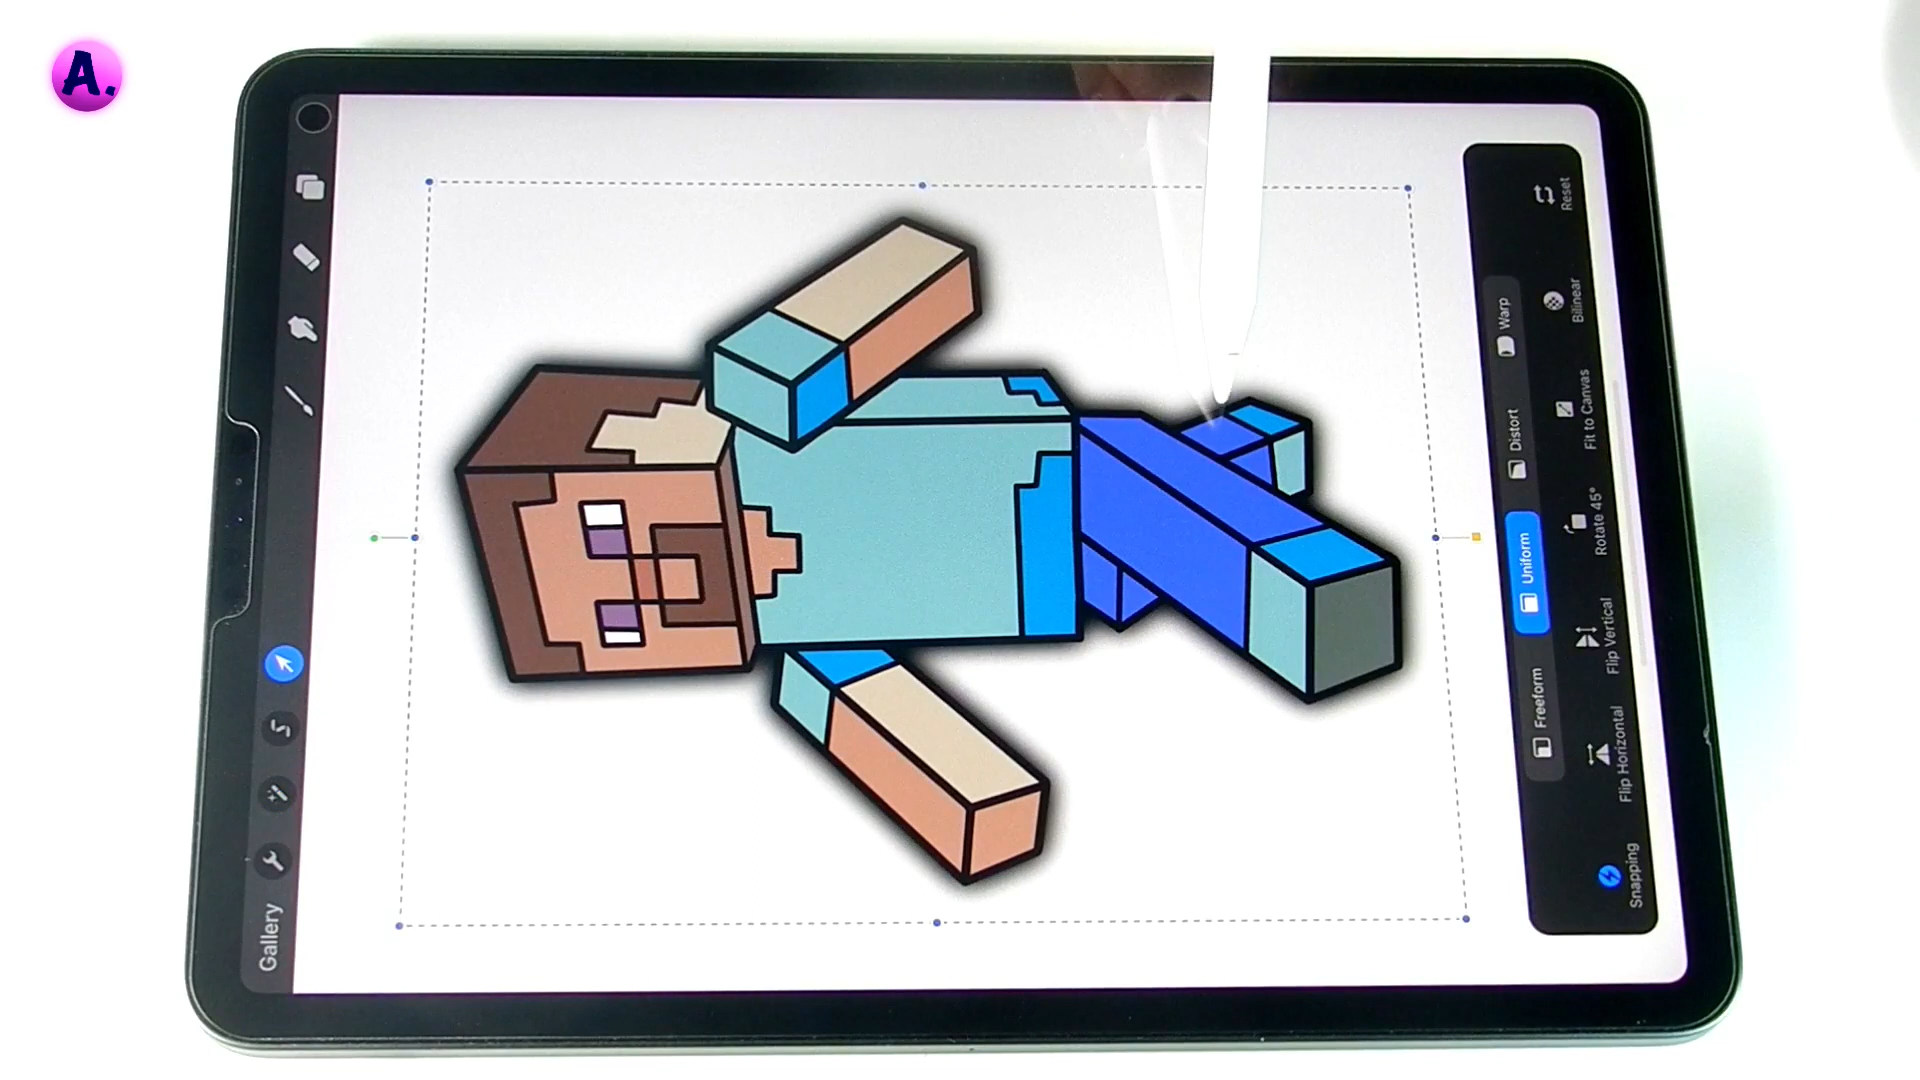 A.
Gallery
Freeform
Uniform
Distort
Warp
Snapping
Flip Horizontal
Flip Vertical
Rotate 45°
Fit to Canvas
Bilinear
Reset